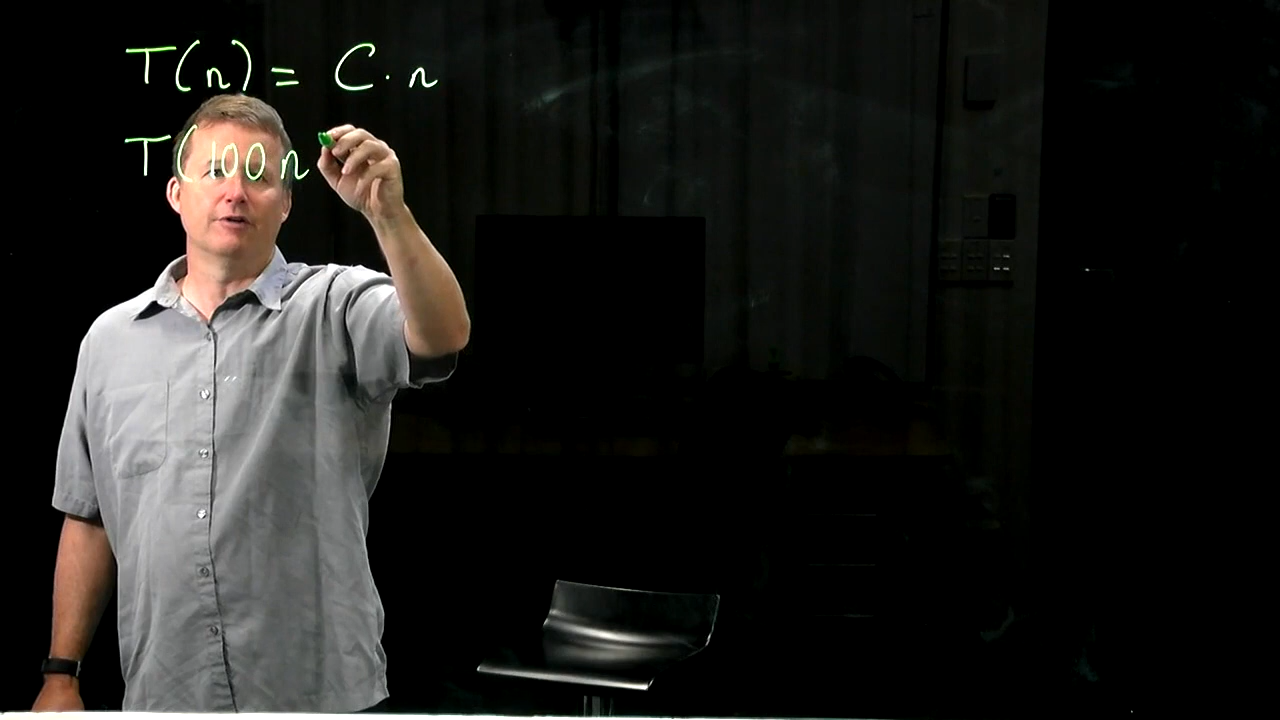 T(n) = C · n
T(100n